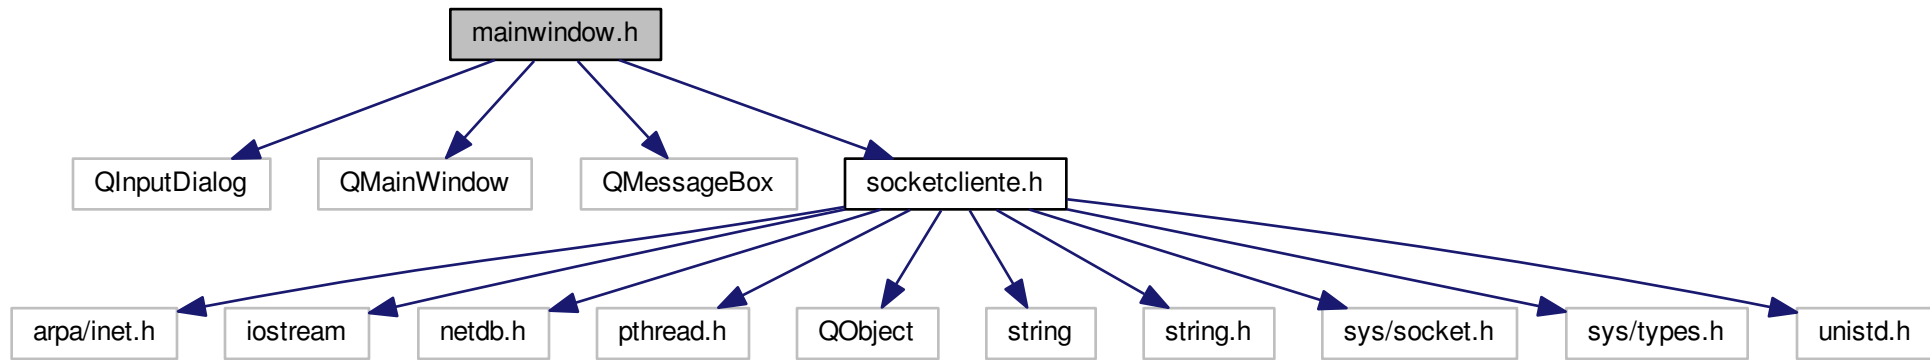 mainwindow.h
QInputDialog
QMainWindow
QMessageBox
socketcliente.h
arpa/inet.h
iostream
netdb.h
pthread.h
QObject
string
string.h
sys/socket.h
sys/types.h
unistd.h